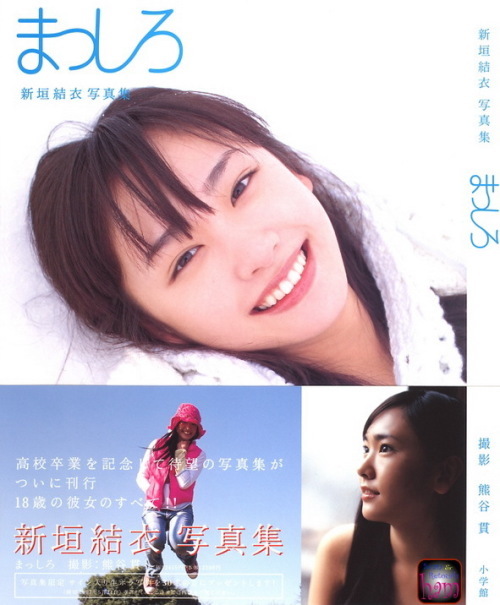 まっしろ
新垣結衣 写真集
新垣結衣 写真集
まっしろ
高校卒業を記念して待望の写真集が
ついに刊行
18歳の彼女のすべて!!
新垣結衣 写真集
まっしろ 撮影:熊谷 貫
撮影 熊谷 貫
小学館